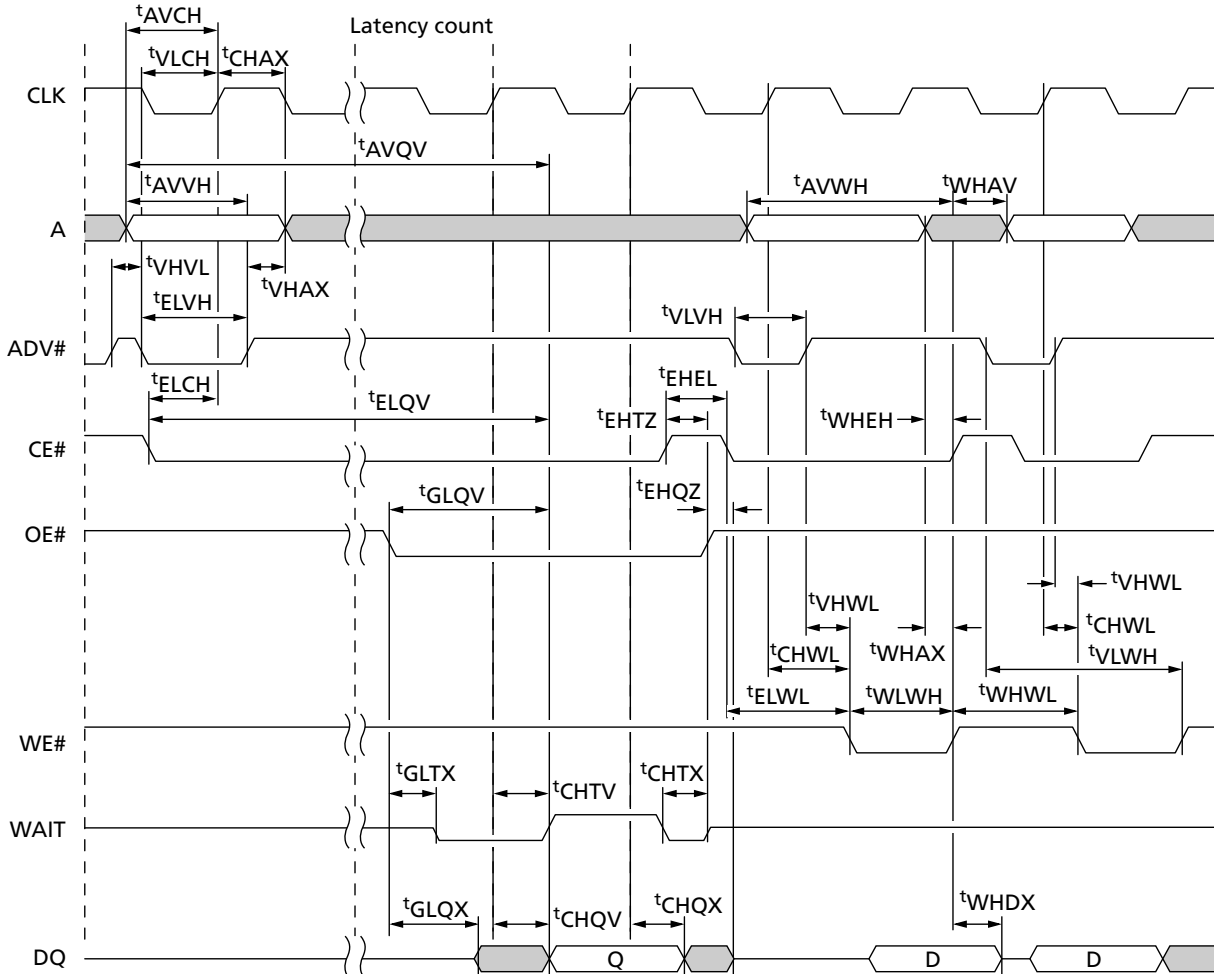 tAVCH
Latency count
tVLCH
tCHAX
CLK
tAVQV
tAVVH
tAVWH
tWHAV
A
tVHVL
tVHAX
tELVH
tVLVH
ADV#
tELCH
tEHEL
tELQV
tEHTZ
tWHEH
CE#
tGLQV
tEHQZ
OE#
tVHWL
tVHWL
tCHWL
tCHWL
tWHAX
tVLWH
tELWL
tWLWH
tWHWL
WE#
tGLTX
tCHTV
tCHTX
WAIT
tGLQX
tCHQV
tCHQX
tWHDX
DQ
Q
D
D